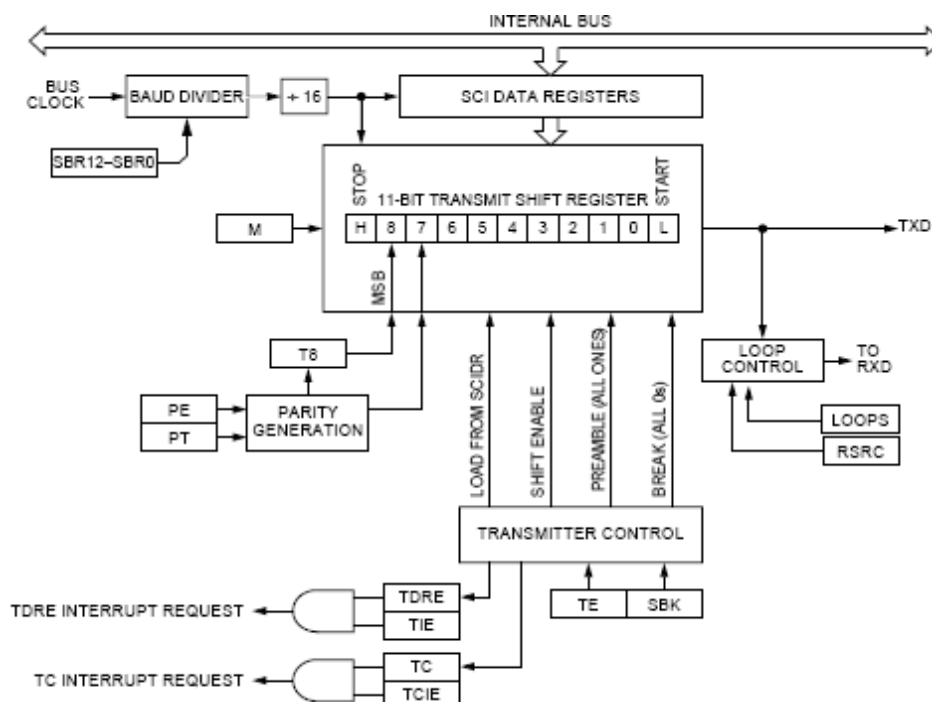 INTERNAL BUS
BUS
CLOCK
BAUD DIVIDER
÷ 16
SCI DATA REGISTERS
SBR12–SBR0
STOP
11-BIT TRANSMIT SHIFT REGISTER
START
M
H 8 7 6 5 4 3 2 1 0 L
TXD
MSB
T8
LOOP
CONTROL
TO
RXD
PE
PT
PARITY
GENERATION
LOAD FROM SCIDR
SHIFT ENABLE
PREAMBLE (ALL ONES)
BREAK (ALL 0s)
LOOPS
RSRC
TRANSMITTER CONTROL
TDRE INTERRUPT REQUEST
TDRE
TIE
TE
SBK
TC INTERRUPT REQUEST
TC
TCIE